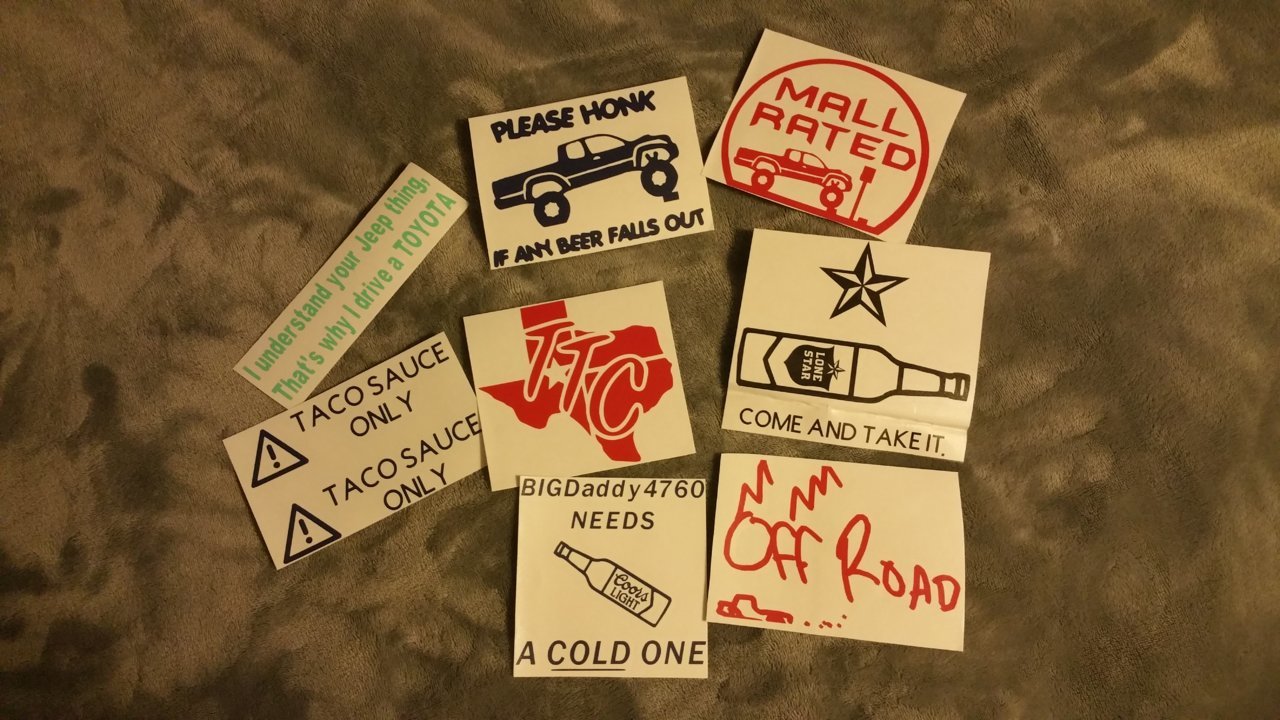 I understand your Jeep thing,
That's why I drive a TOYOTA
PLEASE HONK
IF ANY BEER FALLS OUT
MALL
RATED
TACO SAUCE
ONLY
TACO SAUCE
ONLY
TTC
LONE
STAR
COME AND TAKE IT.
BIGDaddy4760
NEEDS
Coors
LIGHT
A COLD ONE
Off ROAD